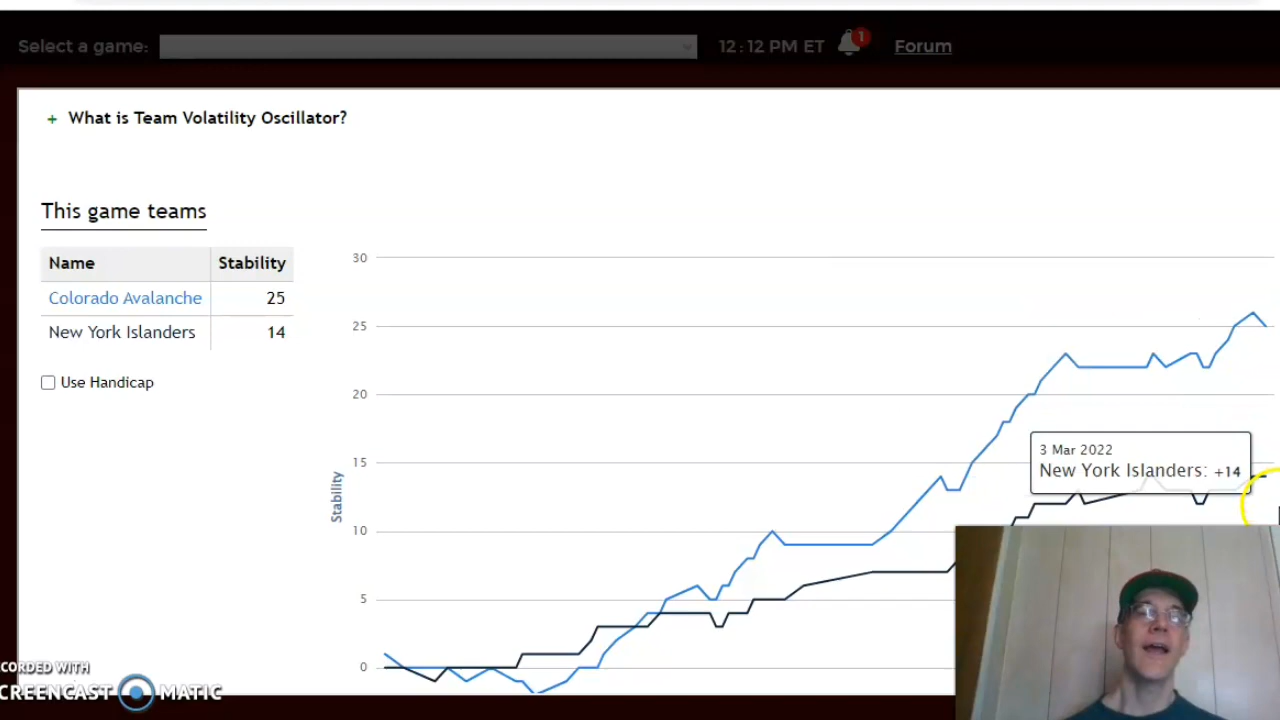 Select a game:
12:12 PM ET
1
Forum
+ What is Team Volatility Oscillator?
This game teams
Name Stability
Colorado Avalanche 25
New York Islanders 14
Use Handicap
30
25
20
15
10
5
0
Stability
3 Mar 2022
New York Islanders: +14
CORDED WITH
CREENCAST MATIC